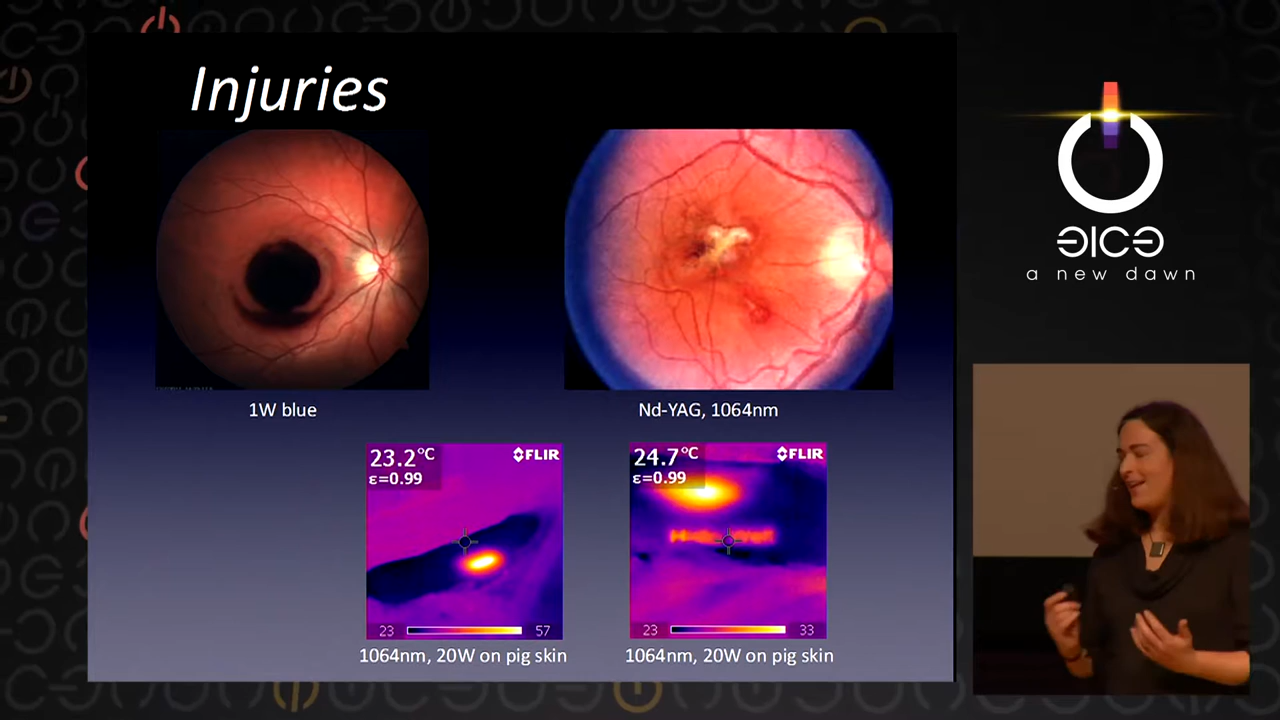 Injuries
31C3
a new dawn
1W blue
Nd-YAG, 1064nm
23.2°C
ε=0.99
FLIR
23
57
24.7°C
ε=0.99
FLIR
23
33
1064nm, 20W on pig skin
1064nm, 20W on pig skin